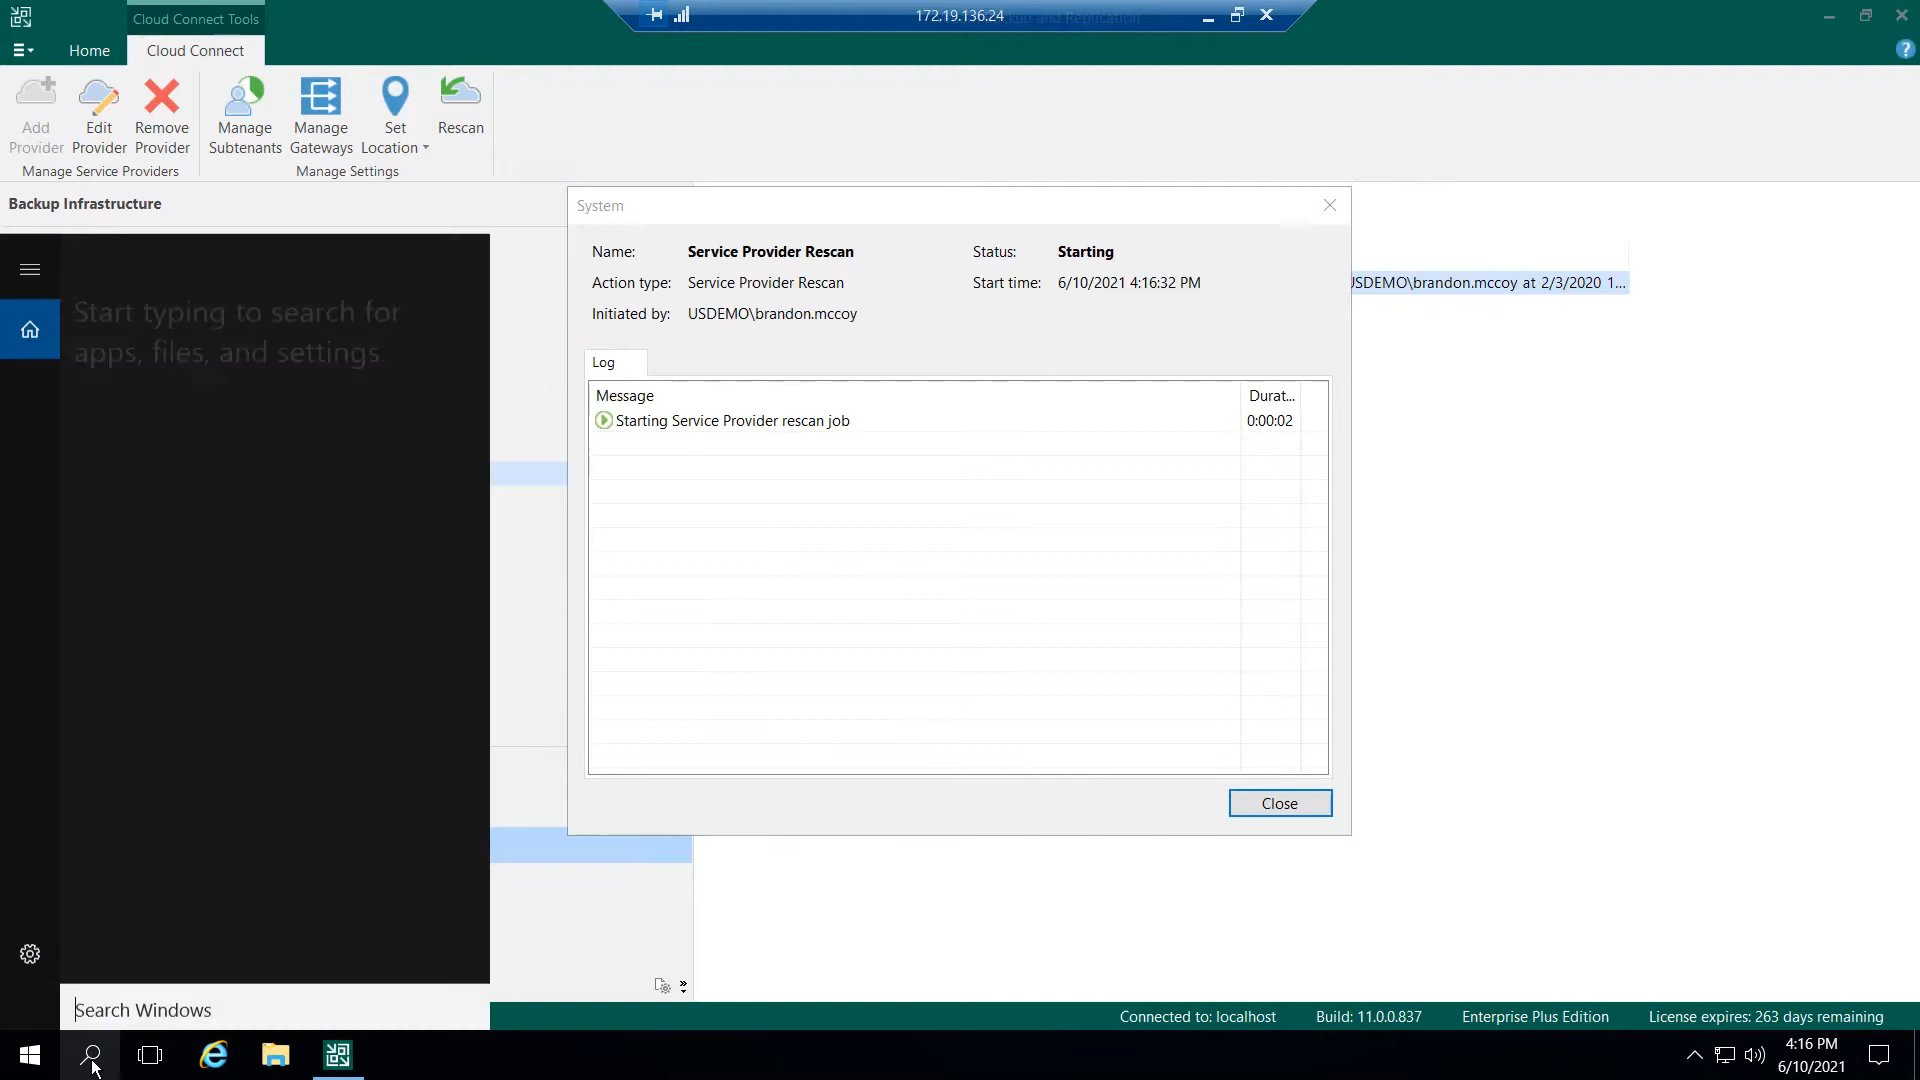 Cloud Connect Tools
172.19.136.24
kup and Replication
Home
Cloud Connect
Add Provider
Edit Provider
Remove Provider
Manage Subtenants
Manage Gateways
Set Location
Rescan
Manage Service Providers
Manage Settings
Backup Infrastructure
System
Name: Service Provider Rescan
Status: Starting
Action type: Service Provider Rescan
Start time: 6/10/2021 4:16:32 PM
Initiated by: USDEMO\brandon.mccoy
USDEMO\brandon.mccoy at 2/3/2020 1...
Start typing to search for
apps, files, and settings.
Log
Message
Durat...
Starting Service Provider rescan job
0:00:02
Close
Search Windows
Connected to: localhost
Build: 11.0.0.837
Enterprise Plus Edition
License expires: 263 days remaining
4:16 PM
6/10/2021